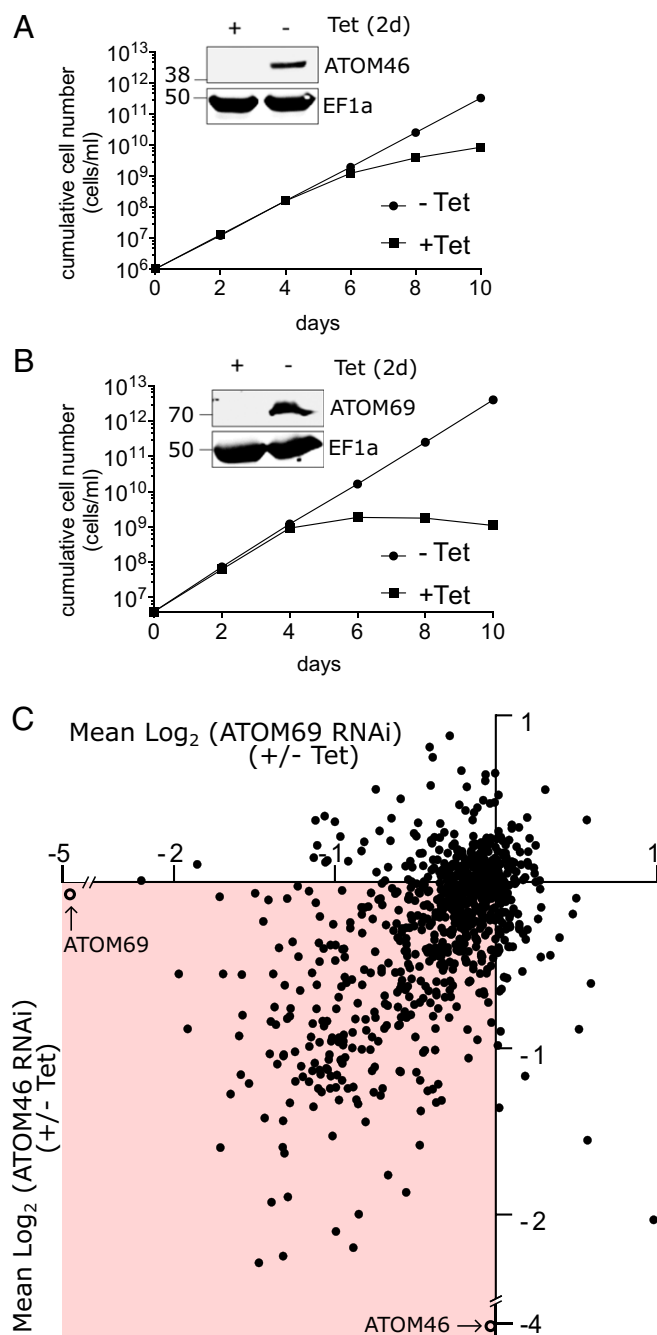 A
+ - Tet (2d)
38 ATOM46
50 EF1a
cumulative cell number
(cells/ml)
10^13
10^12
10^11
10^10
10^9
10^8
10^7
10^6
- Tet
+Tet
0 2 4 6 8 10
days
B
+ - Tet (2d)
70 ATOM69
50 EF1a
cumulative cell number
(cells/ml)
10^13
10^12
10^11
10^10
10^9
10^8
10^7
- Tet
+Tet
0 2 4 6 8 10
days
C
Mean Log₂ (ATOM69 RNAi)
(+/- Tet)
1
-5 -2 -1 1
ATOM69
Mean Log₂ (ATOM46 RNAi)
(+/- Tet)
-1
-2
ATOM46
-4